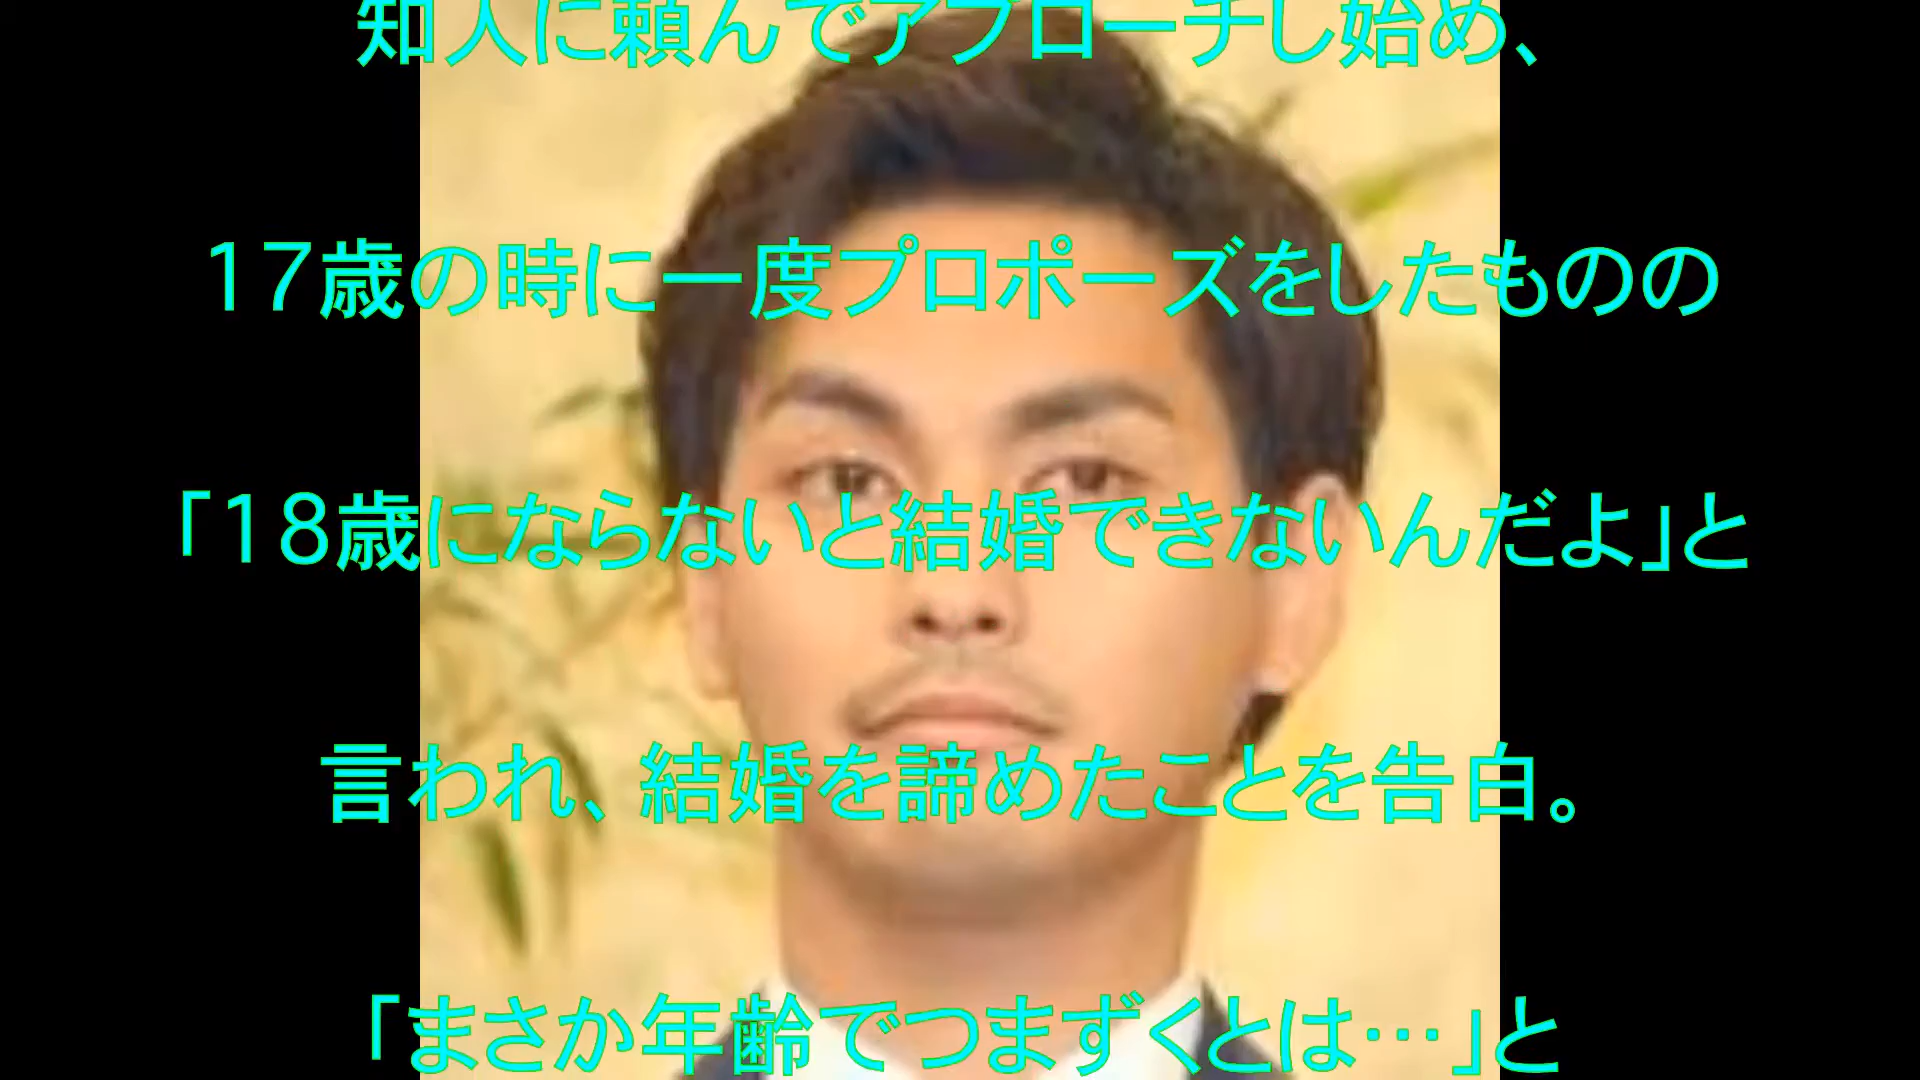 知人に頼んでアプローチし始め、
17歳の時に一度プロポーズをしたものの
「18歳にならないと結婚できないんだよ」と
言われ、結婚を諦めたことを告白。
「まさか年齢でつまずくとは…」と